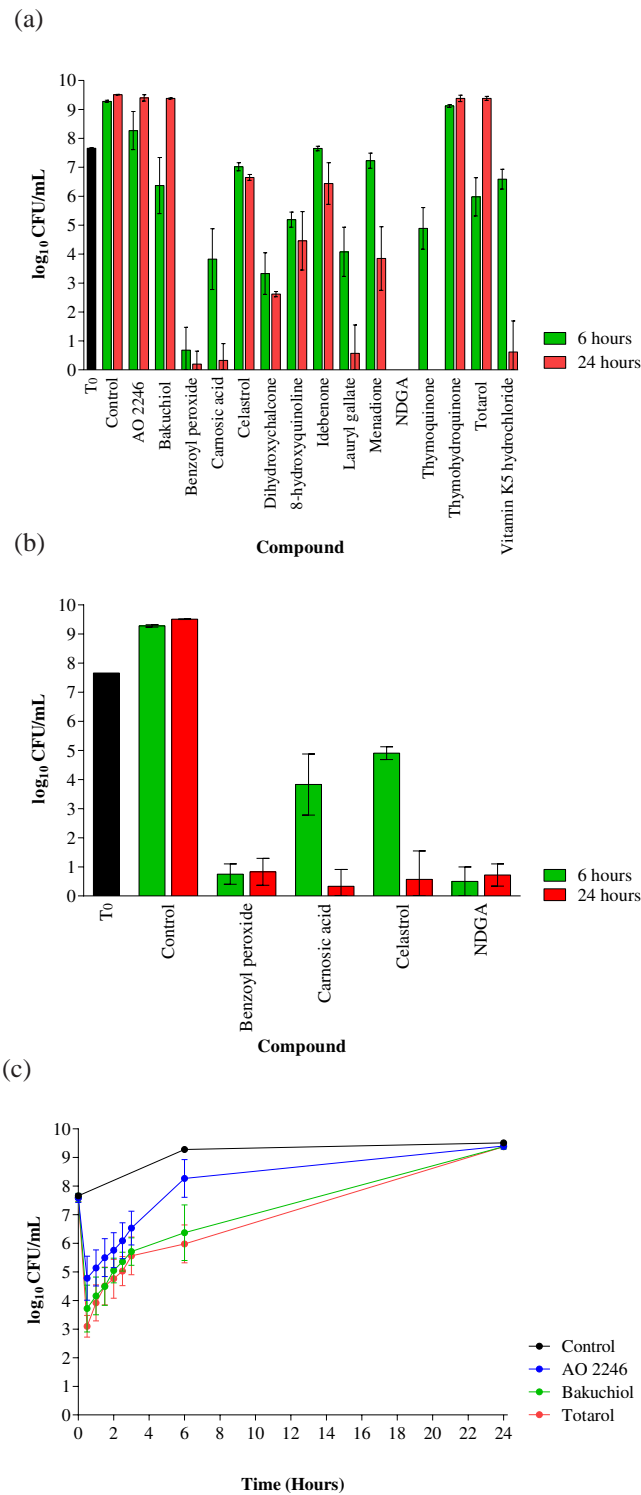 (a)
10
9
8
7
6
5
4
3
2
1
0
log10 CFU/mL
T0
Control
AO 2246
Bakuchiol
Benzoyl peroxide
Carnosic acid
Celastrol
Dihydroxychalcone
8-hydroxyquinoline
Idebenone
Lauryl gallate
Menadione
NDGA
Thymoquinone
Thymohydroquinone
Totarol
Vitamin K5 hydrochloride
Compound
6 hours
24 hours
(b)
10
9
8
7
6
5
4
3
2
1
0
log10 CFU/mL
T0
Control
Benzoyl peroxide
Carnosic acid
Celastrol
NDGA
Compound
6 hours
24 hours
(c)
10
9
8
7
6
5
4
3
2
1
0
log10 CFU/mL
0 2 4 6 8 10 12 14 16 18 20 22 24
Time (Hours)
Control
AO 2246
Bakuchiol
Totarol